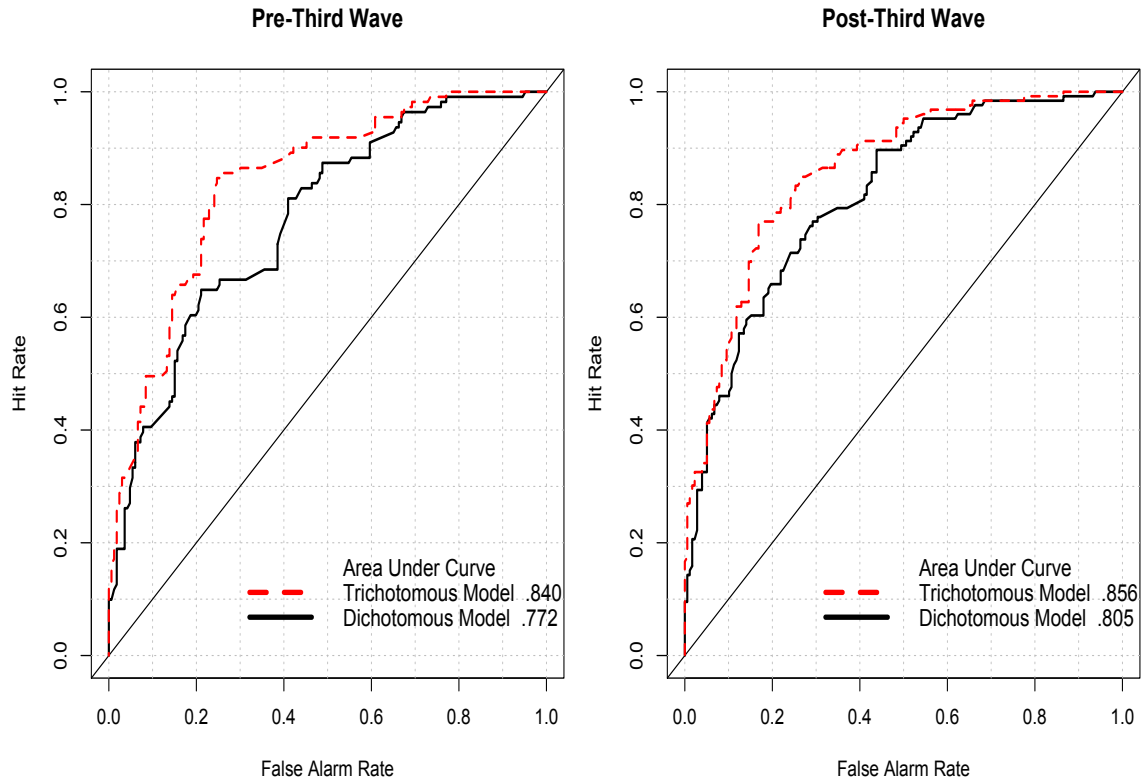 Pre-Third Wave
Hit Rate
1.0
0.8
0.6
0.4
0.2
0.0
Area Under Curve
Trichotomous Model .840
Dichotomous Model .772
0.0 0.2 0.4 0.6 0.8 1.0
False Alarm Rate
Post-Third Wave
Hit Rate
1.0
0.8
0.6
0.4
0.2
0.0
Area Under Curve
Trichotomous Model .856
Dichotomous Model .805
0.0 0.2 0.4 0.6 0.8 1.0
False Alarm Rate